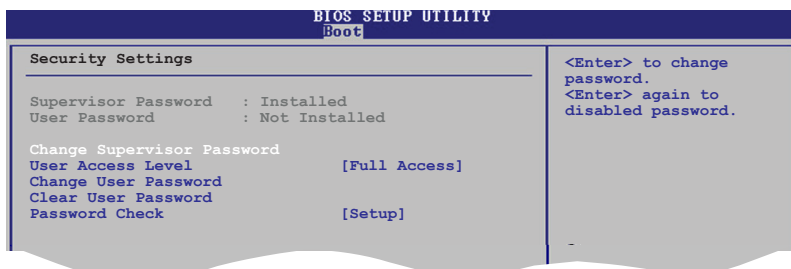 BIOS SETUP UTILITY
Boot
Security Settings
Supervisor Password : Installed
User Password : Not Installed
Change Supervisor Password
User Access Level [Full Access]
Change User Password
Clear User Password
Password Check [Setup]
<Enter> to change
password.
<Enter> again to
disabled password.